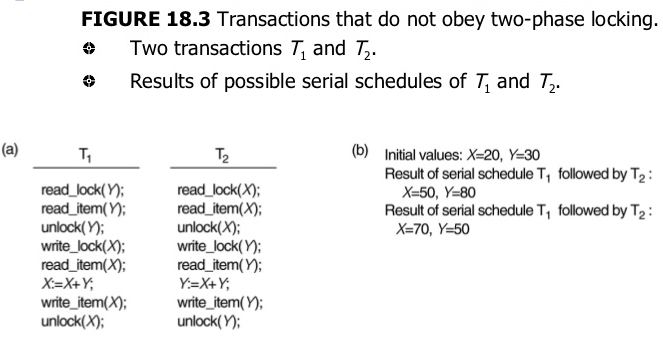 FIGURE 18.3 Transactions that do not obey two-phase locking.
Two transactions T1 and T2.
Results of possible serial schedules of T1 and T2.
(a)
T1
read_lock(Y);
read_item(Y);
unlock(Y);
write_lock(X);
read_item(X);
X:=X+Y;
write_item(X);
unlock(X);
T2
read_lock(X);
read_item(X);
unlock(X);
write_lock(Y);
read_item(Y);
Y:=X+Y;
write_item(Y);
unlock(Y);
(b) Initial values: X=20, Y=30
Result of serial schedule T1 followed by T2 :
X=50, Y=80
Result of serial schedule T1 followed by T2 :
X=70, Y=50